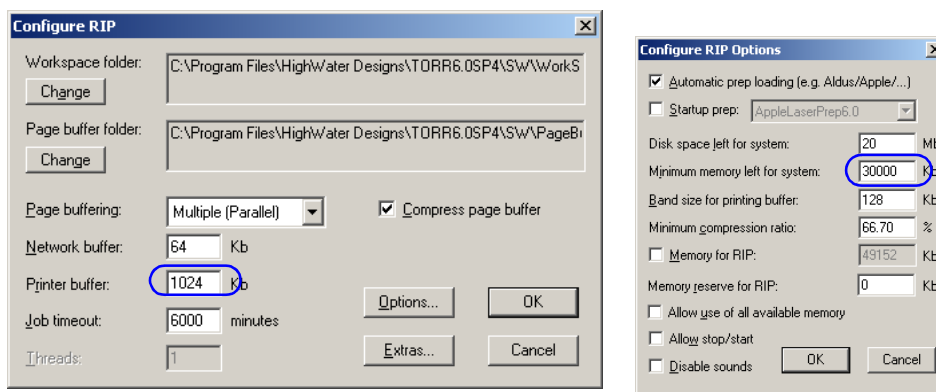 Configure RIP
Workspace folder:
C:\Program Files\HighWater Designs\TORR6.0SP4\SW\WorkS
Change
Page buffer folder:
C:\Program Files\HighWater Designs\TORR6.0SP4\SW\PageB
Change
Page buffering: Multiple (Parallel) Compress page buffer
Network buffer: 64 Kb
Printer buffer: 1024 Kb
Options... OK
Job timeout: 6000 minutes
Extras... Cancel
Threads: 1
Configure RIP Options
Automatic prep loading (e.g. Aldus/Apple/...)
Startup prep: AppleLaserPrep6.0
Disk space left for system: 20 Mb
Minimum memory left for system: 30000 Kb
Band size for printing buffer: 128 Kb
Minimum compression ratio: 66.70 %
Memory for RIP: 49152 Kb
Memory reserve for RIP: 0 Kb
Allow use of all available memory
Allow stop/start
Disable sounds OK Cancel